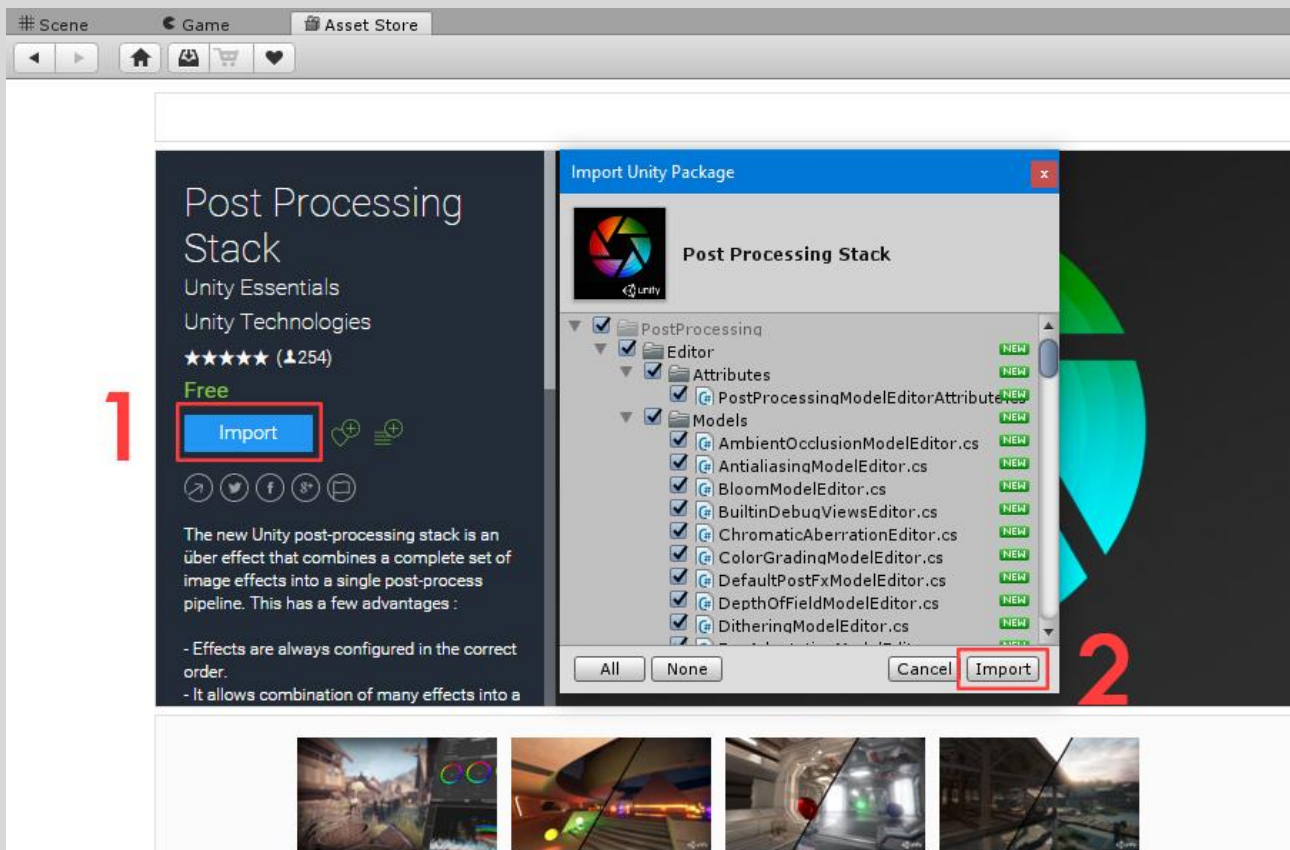 Scene Game Asset Store
Post Processing
Stack
Unity Essentials
Unity Technologies
(254)
Free
Import
1
The new Unity post-processing stack is an
über effect that combines a complete set of
image effects into a single post-process
pipeline. This has a few advantages :
- Effects are always configured in the correct
order.
- It allows combination of many effects into a
Import Unity Package
x
unity
Post Processing Stack
PostProcessing
Editor NEW
Attributes NEW
PostProcessingModelEditorAttribute.cs NEW
Models NEW
AmbientOcclusionModelEditor.cs NEW
AntialiasingModelEditor.cs NEW
BloomModelEditor.cs NEW
BuiltinDebugViewsEditor.cs NEW
ChromaticAberrationEditor.cs NEW
ColorGradingModelEditor.cs NEW
DefaultPostFxModelEditor.cs NEW
DepthOfFieldModelEditor.cs NEW
DitheringModelEditor.cs NEW
All None Cancel Import
2